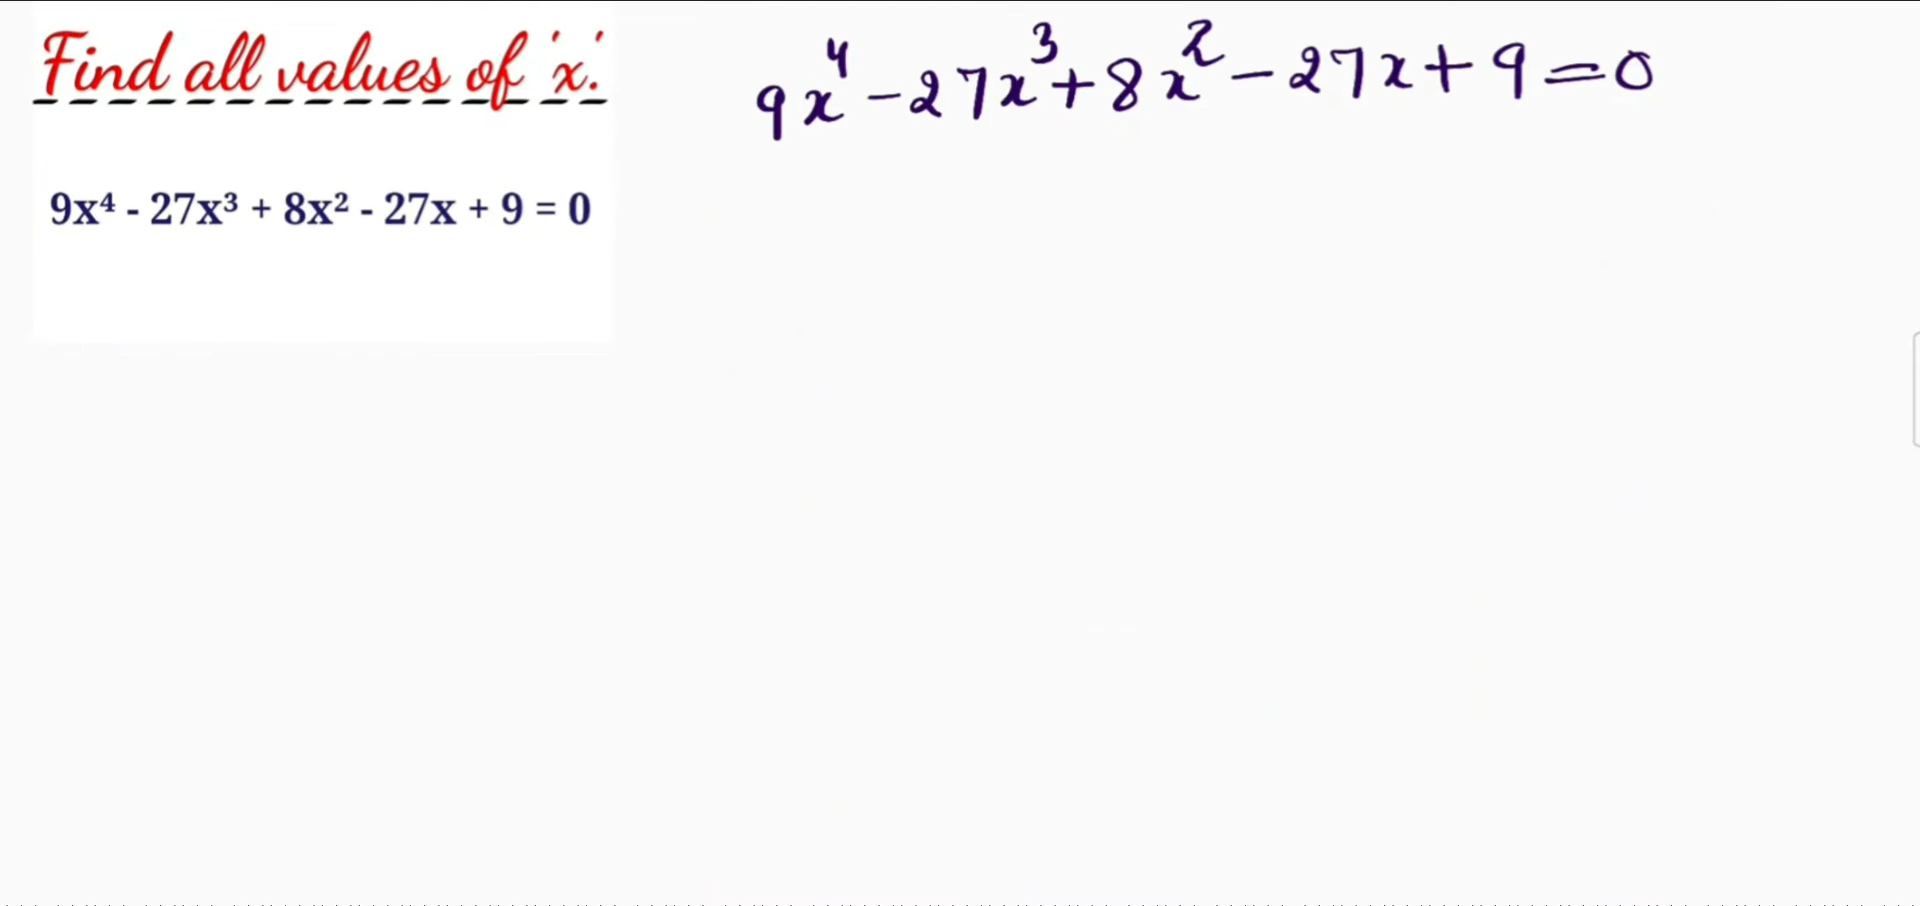 Find all values of 'x'.
9x⁴ - 27x³ + 8x² - 27x + 9 = 0
9x⁴ - 27x³ + 8x² - 27x + 9 = 0